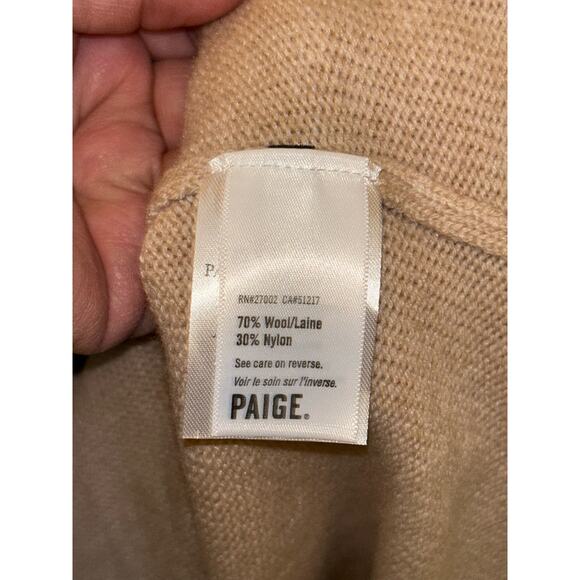 RN#27002 CA#51217
70% Wool/Laine
30% Nylon
See care on reverse.
Voir le soin sur l'inverse.
PAIGE®